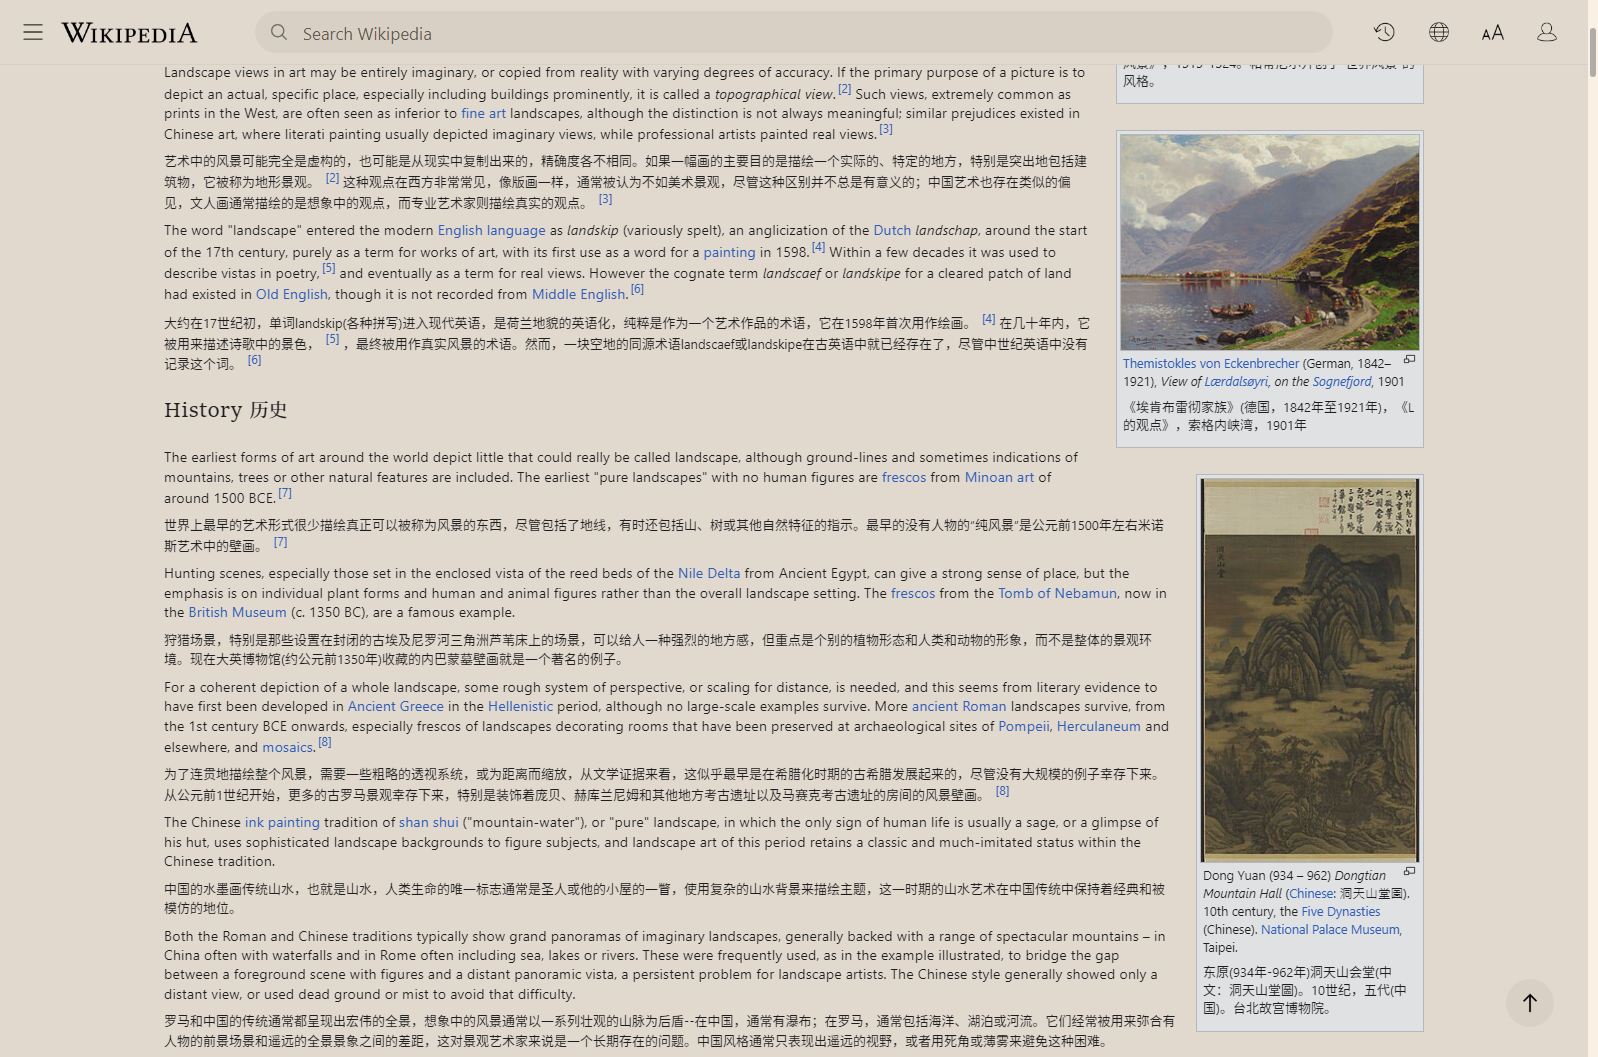 WIKIPEDIA
Search Wikipedia
Landscape views in art may be entirely imaginary, or copied from reality with varying degrees of accuracy. If the primary purpose of a picture is to
depict an actual, specific place, especially including buildings prominently, it is called a topographical view.[2] Such views, extremely common as
prints in the West, are often seen as inferior to fine art landscapes, although the distinction is not always meaningful; similar prejudices existed in
Chinese art, where literati painting usually depicted imaginary views, while professional artists painted real views.[3]
艺术中的风景可能完全是虚构的，也可能是从现实中复制出来的，精确度各不相同。如果一幅画的主要目的是描绘一个实际的、特定的地方，特别是突出地包括建
筑物，它被称为地形景观。 [2] 这种观点在西方非常常见，像版画一样，通常被认为不如美术景观，尽管这种区别并不总是有意义的；中国艺术也存在类似的偏
见，文人画通常描绘的是想象中的观点，而专业艺术家则描绘真实的观点。 [3]
The word "landscape" entered the modern English language as landskip (variously spelt), an anglicization of the Dutch landschap, around the start
of the 17th century, purely as a term for works of art, with its first use as a word for a painting in 1598.[4] Within a few decades it was used to
describe vistas in poetry,[5] and eventually as a term for real views. However the cognate term landscaef or landskipe for a cleared patch of land
had existed in Old English, though it is not recorded from Middle English.[6]
大约在17世纪初，单词landskip(各种拼写)进入现代英语，是荷兰地貌的英语化，纯粹是作为一个艺术作品的术语，它在1598年首次用作绘画。 [4] 在几十年内，它
被用来描述诗歌中的景色， [5] ，最终被用作真实风景的术语。然而，一块空地的同源术语landscaef或landskipe在古英语中就已经存在了，尽管中世纪英语中没有
记录这个词。 [6]
History 历史
The earliest forms of art around the world depict little that could really be called landscape, although ground-lines and sometimes indications of
mountains, trees or other natural features are included. The earliest "pure landscapes" with no human figures are frescos from Minoan art of
around 1500 BCE.[7]
世界上最早的艺术形式很少描绘真正可以被称为风景的东西，尽管包括了地线，有时还包括山、树或其他自然特征的指示。最早的没有人物的“纯风景”是公元前1500年左右米诺
斯艺术中的壁画。 [7]
Hunting scenes, especially those set in the enclosed vista of the reed beds of the Nile Delta from Ancient Egypt, can give a strong sense of place, but the
emphasis is on individual plant forms and human and animal figures rather than the overall landscape setting. The frescos from the Tomb of Nebamun, now in
the British Museum (c. 1350 BC), are a famous example.
狩猎场景，特别是那些设置在封闭的古埃及尼罗河三角洲芦苇床上的场景，可以给人一种强烈的地方感，但重点是个别的植物形态和人类和动物的形象，而不是整体的景观环
境。现在大英博物馆(约公元前1350年)收藏的内巴蒙墓壁画就是一个著名的例子。
For a coherent depiction of a whole landscape, some rough system of perspective, or scaling for distance, is needed, and this seems from literary evidence to
have first been developed in Ancient Greece in the Hellenistic period, although no large-scale examples survive. More ancient Roman landscapes survive, from
the 1st century BCE onwards, especially frescos of landscapes decorating rooms that have been preserved at archaeological sites of Pompeii, Herculaneum and
elsewhere, and mosaics.[8]
为了连贯地描绘整个风景，需要一些粗略的透视系统，或为距离而缩放，从文学证据来看，这似乎最早是在希腊化时期的古希腊发展起来的，尽管没有大规模的例子幸存下来。
从公元前1世纪开始，更多的古罗马景观幸存下来，特别是装饰着庞贝、赫库兰尼姆和其他地方考古遗址以及马赛克考古遗址的房间的风景壁画。 [8]
The Chinese ink painting tradition of shan shui ("mountain-water"), or "pure" landscape, in which the only sign of human life is usually a sage, or a glimpse of
his hut, uses sophisticated landscape backgrounds to figure subjects, and landscape art of this period retains a classic and much-imitated status within the
Chinese tradition.
中国的水墨画传统山水，也就是山水，人类生命的唯一标志通常是圣人或他的小屋的一瞥，使用复杂的山水背景来描绘主题，这一时期的山水艺术在中国传统中保持着经典和被
模仿的地位。
Both the Roman and Chinese traditions typically show grand panoramas of imaginary landscapes, generally backed with a range of spectacular mountains – in
China often with waterfalls and in Rome often including sea, lakes or rivers. These were frequently used, as in the example illustrated, to bridge the gap
between a foreground scene with figures and a distant panoramic vista, a persistent problem for landscape artists. The Chinese style generally showed only a
distant view, or used dead ground or mist to avoid that difficulty.
罗马和中国的传统通常都呈现出宏伟的全景，想象中的风景通常以一系列壮观的山脉为后盾--在中国，通常有瀑布；在罗马，通常包括海洋、湖泊或河流。它们经常被用来弥合有
人物的前景场景和遥远的全景景象之间的差距，这对景观艺术家来说是一个长期存在的问题。中国风格通常只表现出遥远的视野，或者用死角或薄雾来避免这种困难。
风格。
Themistokles von Eckenbrecher (German, 1842–
1921), View of Lærdalsøyri, on the Sognefjord, 1901
《埃肯布雷彻家族》(德国，1842年至1921年)，《L
的观点》，索格内峡湾，1901年
Dong Yuan (934 – 962) Dongtian
Mountain Hall (Chinese: 洞天山堂圖).
10th century, the Five Dynasties
(Chinese). National Palace Museum,
Taipei.
东原(934年-962年)洞天山会堂(中
文：洞天山堂圖)。10世纪，五代(中
国)。台北故宫博物院。